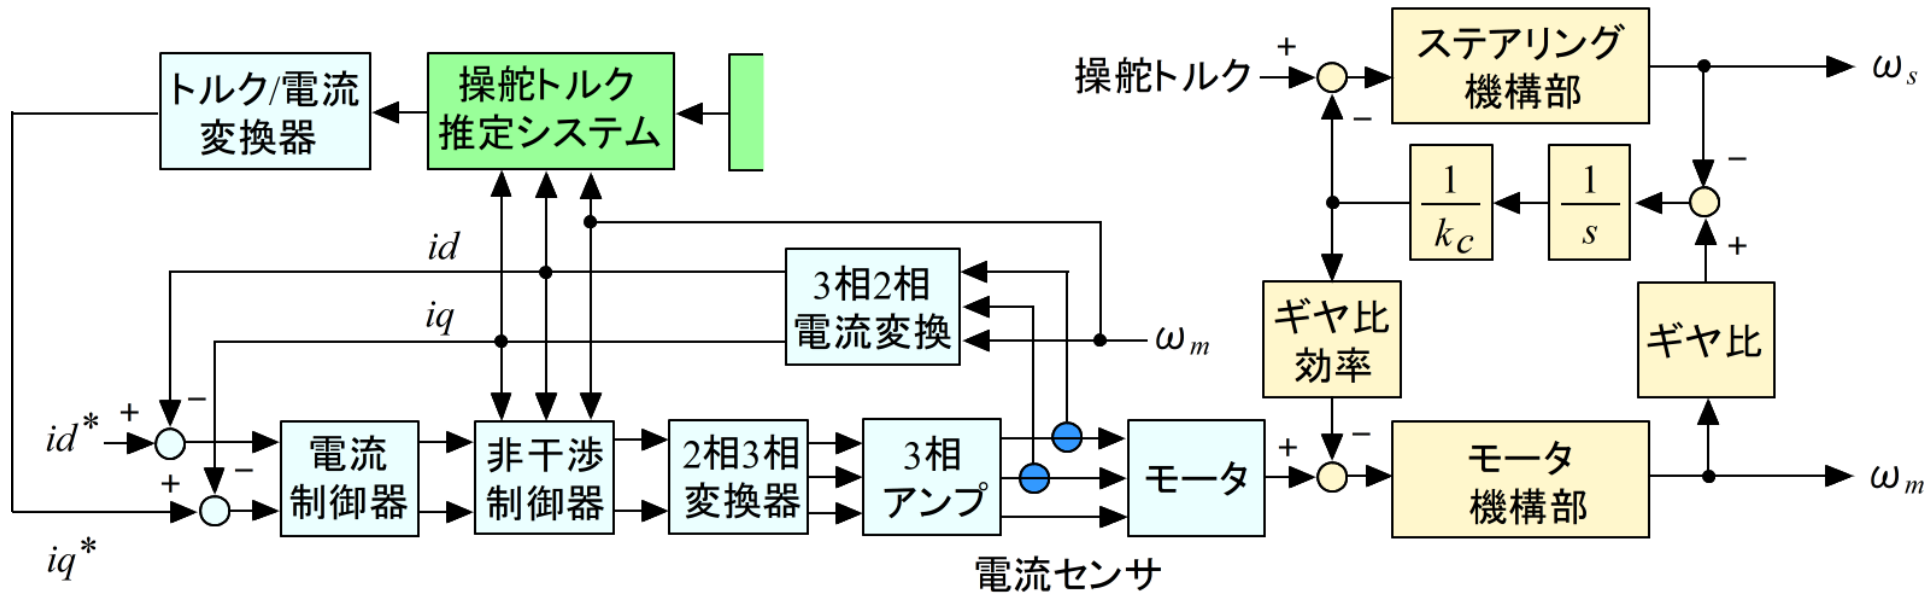 トルク/電流
変換器
操舵トルク
推定システム
操舵トルク
+
−
ステアリング
機構部
ωs
−
+
1
kc
1
s
ギヤ比
効率
ギヤ比
id
iq
3相2相
電流変換
ωm
id*
+
−
+
−
iq*
電流
制御器
非干渉
制御器
2相3相
変換器
3相
アンプ
電流センサ
モータ
+
−
モータ
機構部
ωm